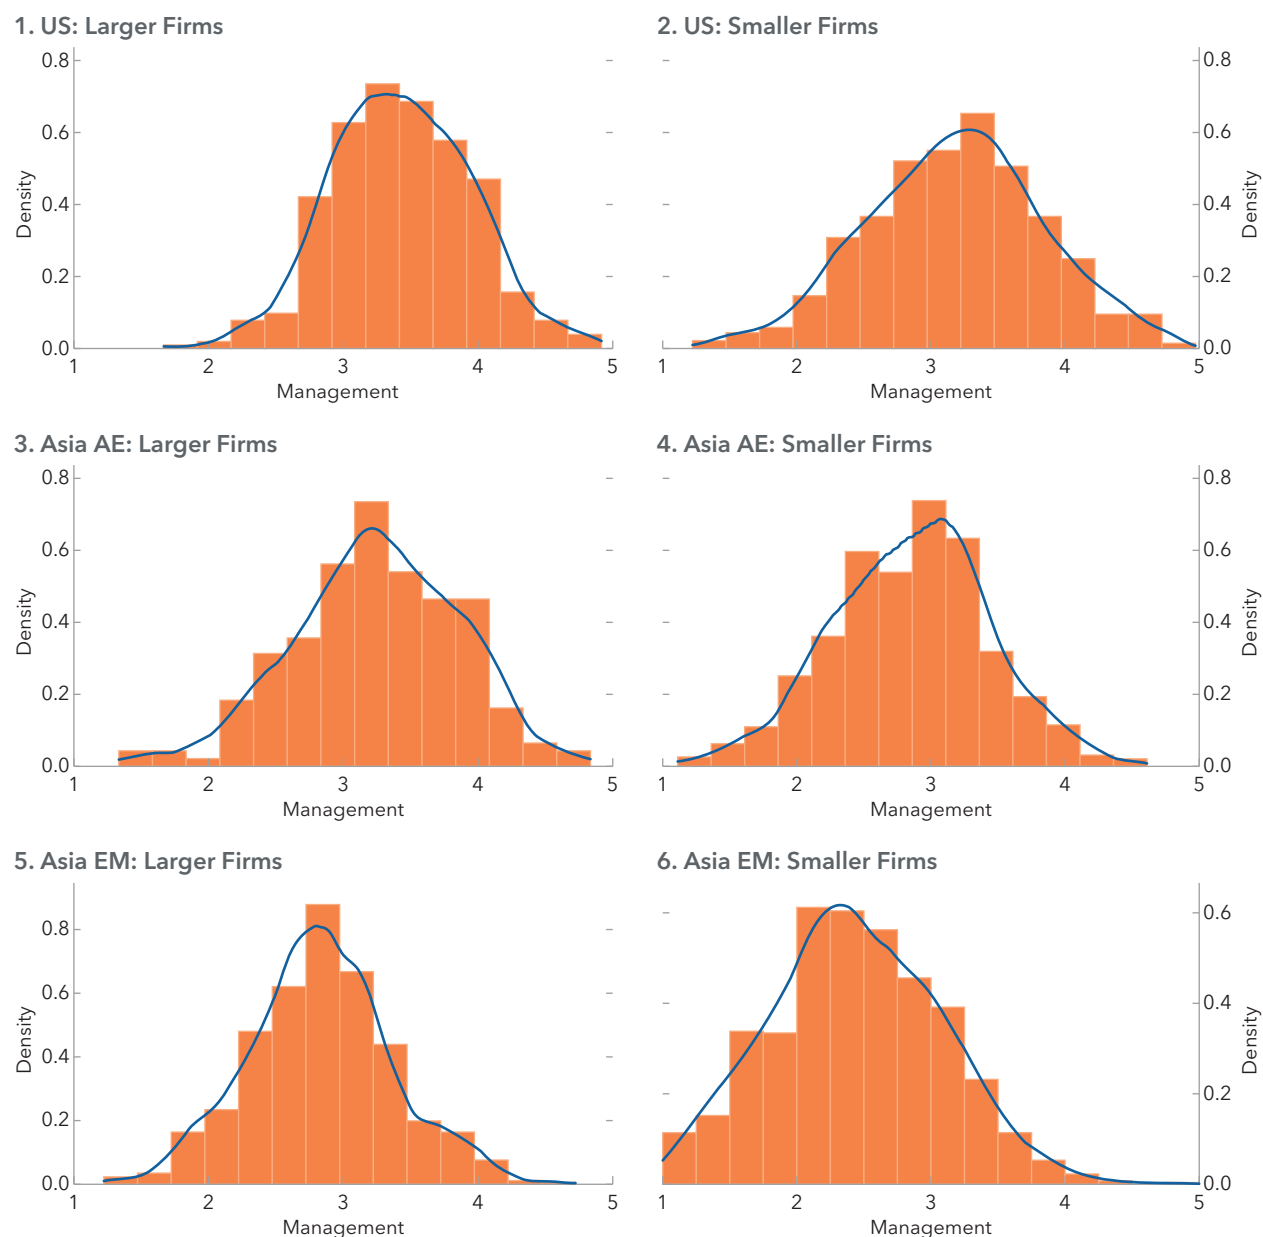 1. US: Larger Firms
2. US: Smaller Firms
0.8
0.6
0.4
0.2
0.0
Density
1 2 3 4 5
Management
0.8
0.6
0.4
0.2
0.0
Density
1 2 3 4 5
Management
3. Asia AE: Larger Firms
4. Asia AE: Smaller Firms
0.8
0.6
0.4
0.2
0.0
Density
1 2 3 4 5
Management
0.8
0.6
0.4
0.2
0.0
Density
1 2 3 4 5
Management
5. Asia EM: Larger Firms
6. Asia EM: Smaller Firms
0.8
0.6
0.4
0.2
0.0
Density
1 2 3 4 5
Management
0.6
0.4
0.2
0.0
Density
1 2 3 4 5
Management